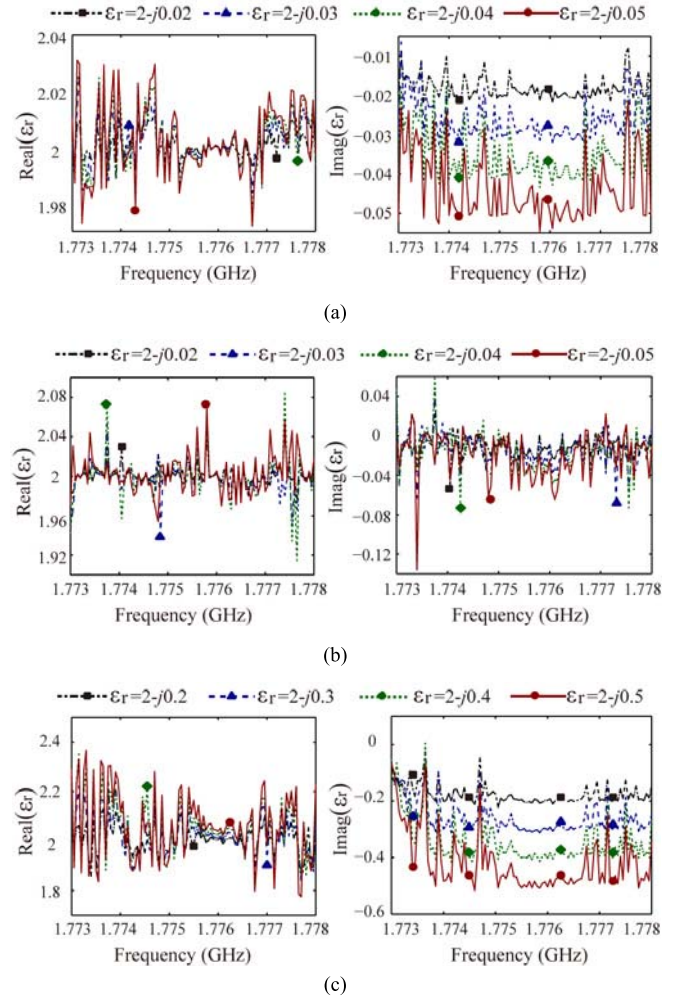 εr=2-j0.02 εr=2-j0.03 εr=2-j0.04 εr=2-j0.05
2.04
2.02
2
1.98
Real(εr)
1.773 1.774 1.775 1.776 1.777 1.778
Frequency (GHz)
−0.01
−0.02
−0.03
−0.04
−0.05
Imag(εr)
1.773 1.774 1.775 1.776 1.777 1.778
Frequency (GHz)
(a)
εr=2-j0.02 εr=2-j0.03 εr=2-j0.04 εr=2-j0.05
2.08
2.04
2
1.96
1.92
Real(εr)
1.773 1.774 1.775 1.776 1.777 1.778
Frequency (GHz)
0.04
0
−0.04
−0.08
−0.12
Imag(εr)
1.773 1.774 1.775 1.776 1.777 1.778
Frequency (GHz)
(b)
εr=2-j0.2 εr=2-j0.3 εr=2-j0.4 εr=2-j0.5
2.4
2.2
2
1.8
Real(εr)
1.773 1.774 1.775 1.776 1.777 1.778
Frequency (GHz)
0
−0.2
−0.4
−0.6
Imag(εr)
1.773 1.774 1.775 1.776 1.777 1.778
Frequency (GHz)
(c)